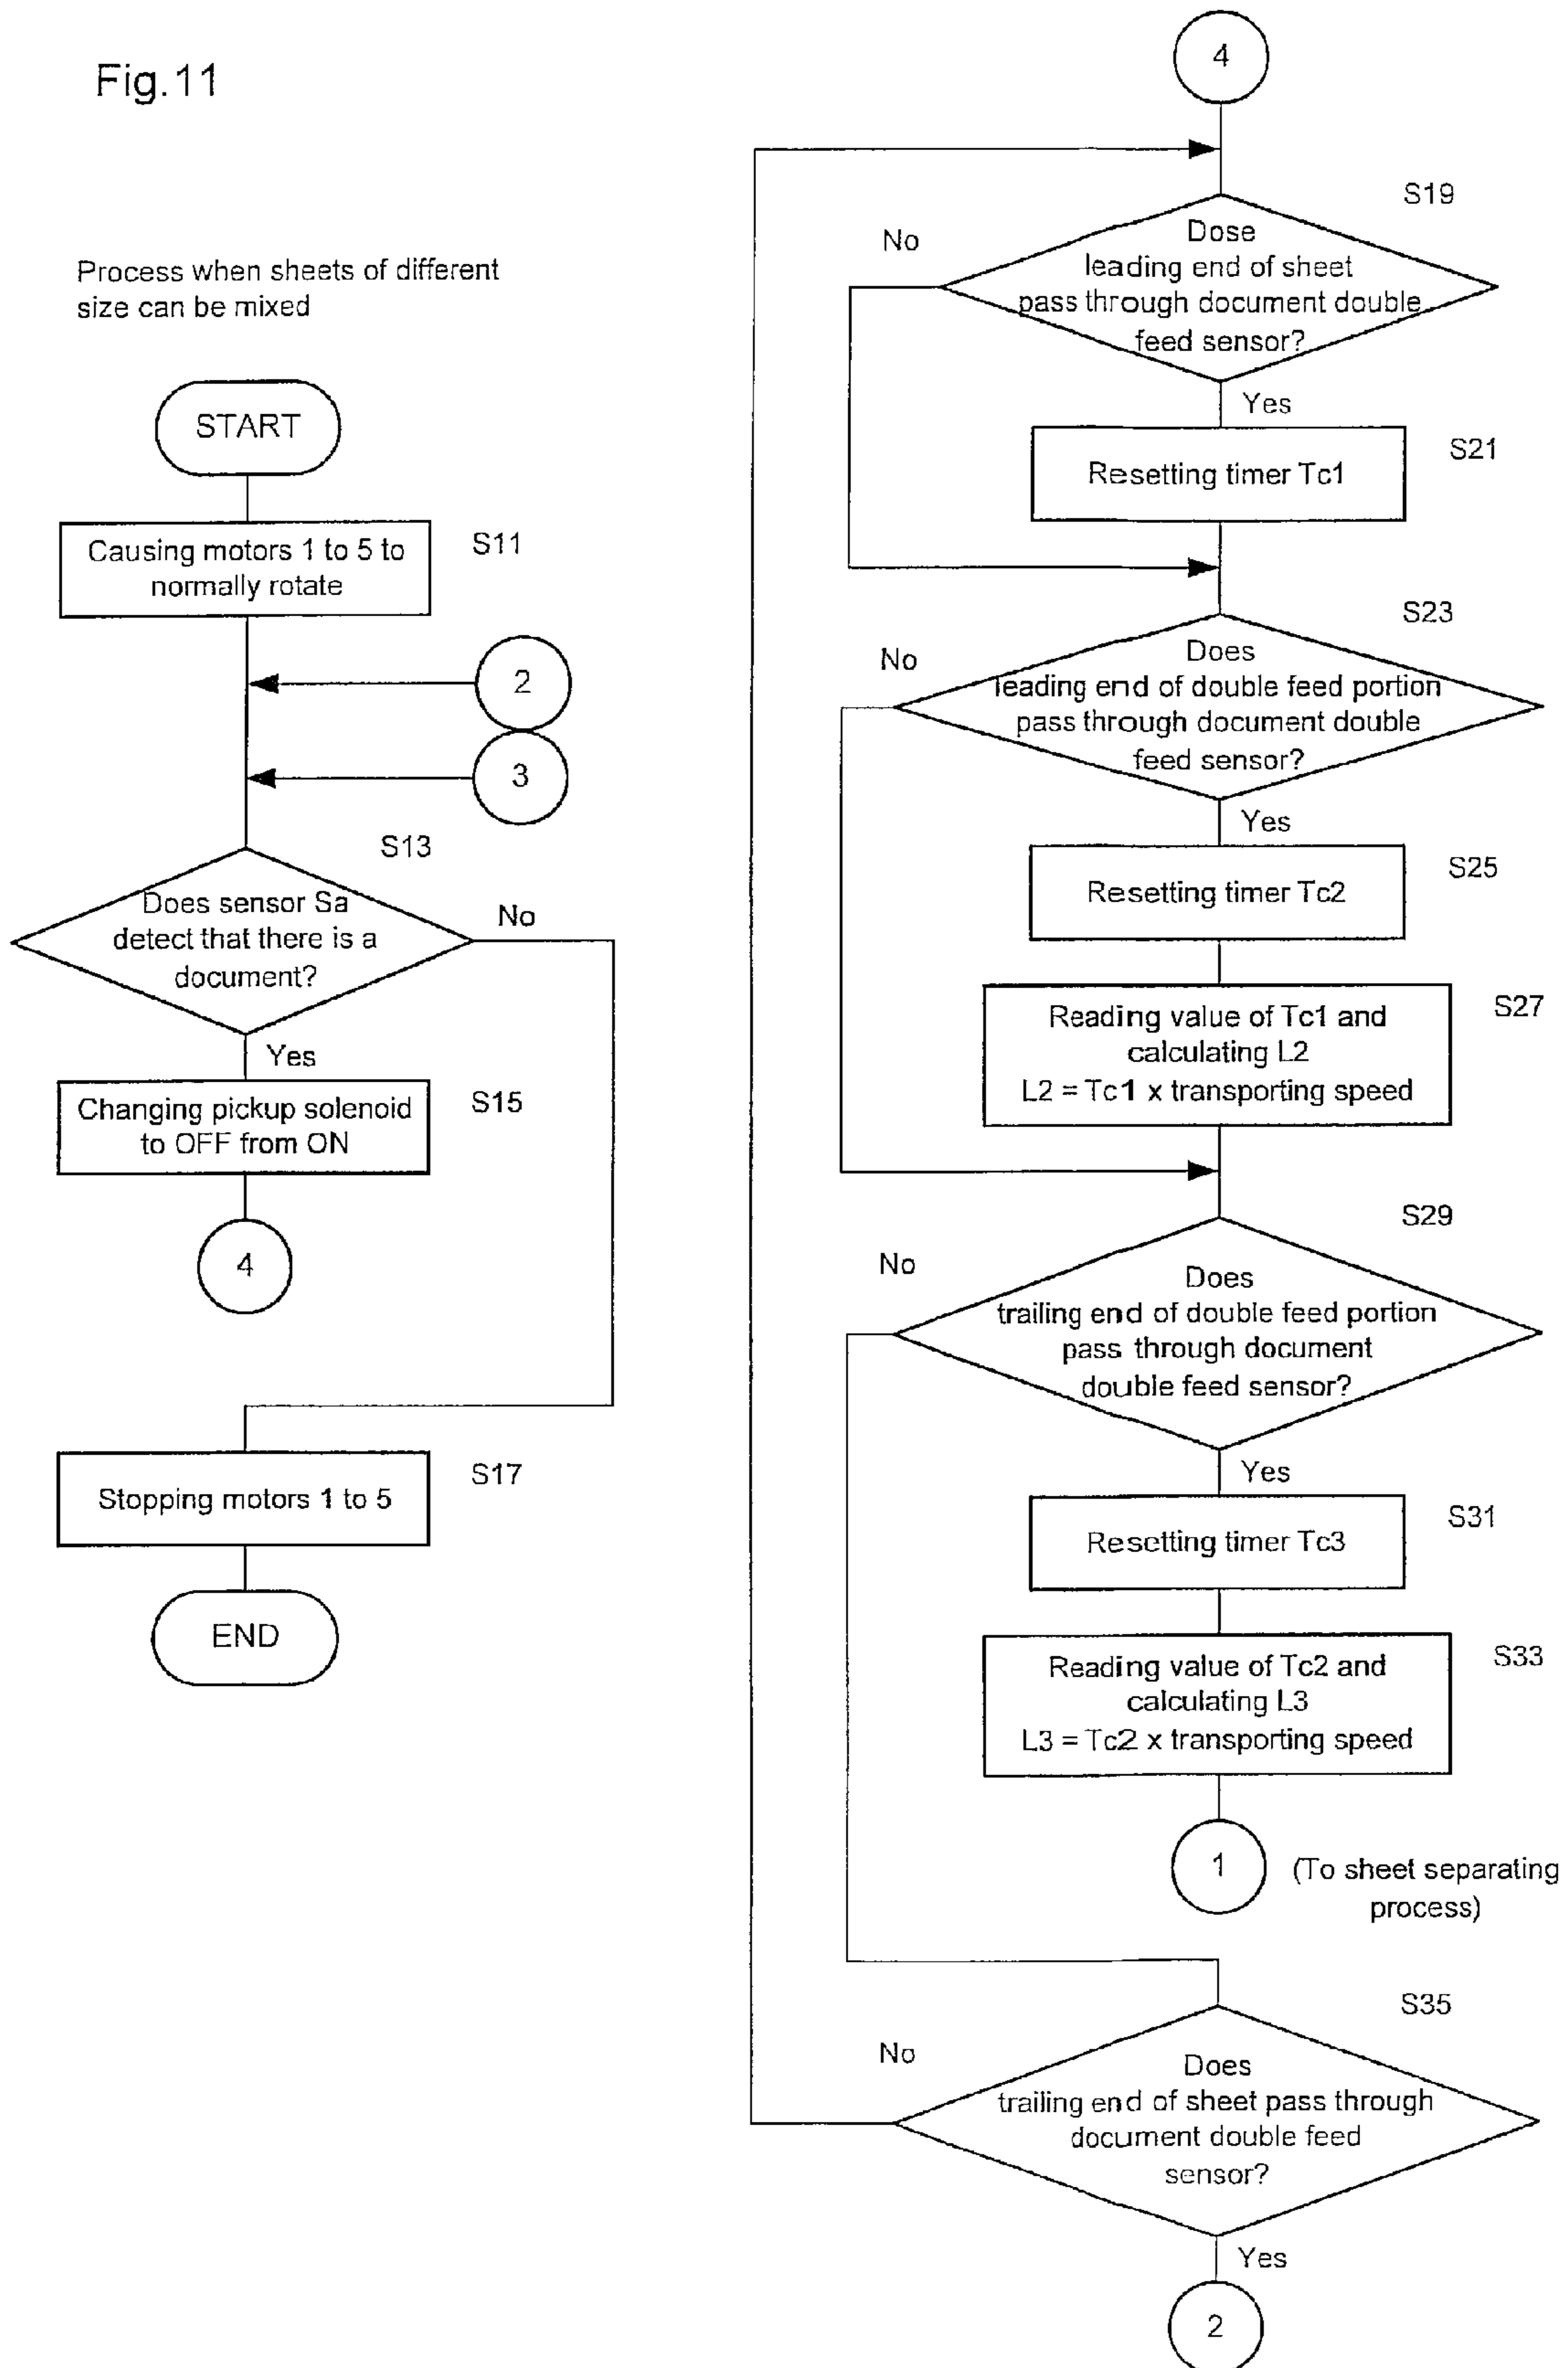 Fig.11
Process when sheets of different
size can be mixed
START
Causing motors 1 to 5 to
normally rotate
S11
2
3
S13
Does sensor Sa
detect that there is a
document?
No
Yes
Changing pickup solenoid
to OFF from ON
S15
4
Stopping motors 1 to 5
S17
END
4
S19
No
Dose
leading end of sheet
pass through document double
feed sensor?
Yes
Resetting timer Tc1
S21
S23
No
Does
leading end of double feed portion
pass through document double
feed sensor?
Yes
Resetting timer Tc2
S25
Reading value of Tc1 and
calculating L2
L2 = Tc1 x transporting speed
S27
S29
No
Does
trailing end of double feed portion
pass through document
double feed sensor?
Yes
Resetting timer Tc3
S31
Reading value of Tc2 and
calculating L3
L3 = Tc2 x transporting speed
S33
1
(To sheet separating
process)
S35
No
Does
trailing end of sheet pass through
document double feed
sensor?
Yes
2